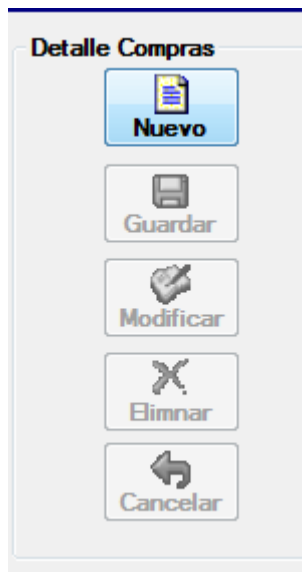 Detalle Compras
Nuevo
Guardar
Modificar
Elimnar
Cancelar